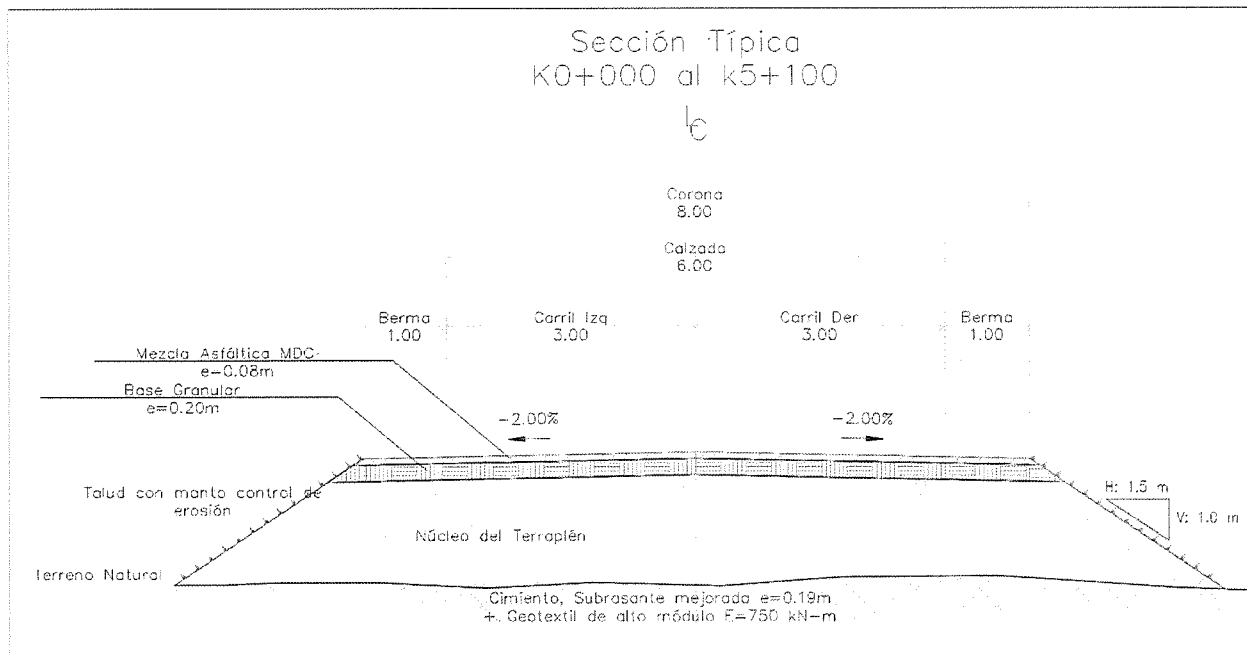 Sección Típica
K0+000 al k5+100
LC
Corona
8.00
Calzada
6.00
Berma
1.00
Carril Izq
3.00
Carril Der
3.00
Berma
1.00
Mezcla Asfáltica MDC-
e=0.08m
Base Granular
e=0.20m
-2.00%
-2.00%
Talud con manto control de
erosión
H: 1.5 m
V: 1.0 m
Núcleo del Terraplén
Terreno Natural
Cimiento, Subrasante mejorada e=0.19m
+ Geotextil de alto módulo E=750 kN-m